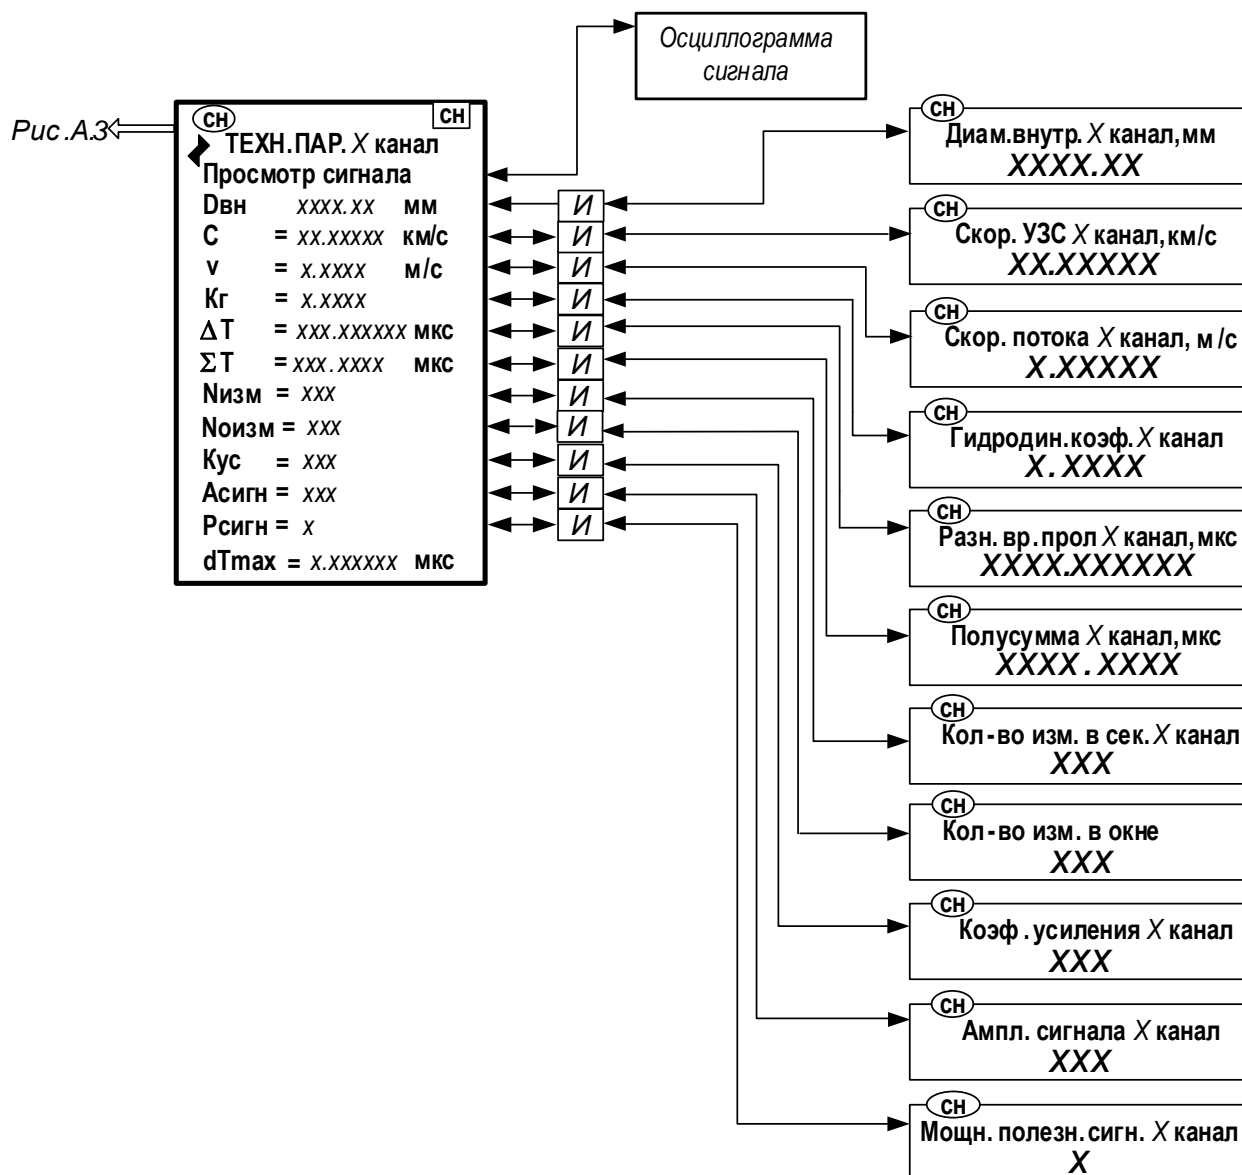 Осциллограмма
сигнала
Рис.А.3
СН
СН
ТЕХН.ПАР. X канал
Просмотр сигнала
Dвн xxxx.xx мм
C = xx.xxxxx км/с
v = x.xxxx м/с
Кг = x.xxxx
ΔT = xxx.xxxxxx мкс
ΣT = xxx.xxxx мкс
Nизм = xxx
Nоизм = xxx
Кус = xxx
Асигн = xxx
Рсигн = x
dTmax = x.xxxxxx мкс
И
И
И
И
И
И
И
И
И
И
И
СН
Диам.внутр. X канал,мм
XXXX.XX
СН
Скор. УЗС X канал,км/с
XX.XXXXX
СН
Скор. потока X канал, м/с
X.XXXXX
СН
Гидродин.коэф. X канал
X.XXXX
СН
Разн. вр.прол X канал,мкс
XXXX.XXXXXX
СН
Полусумма X канал,мкс
XXXX.XXXX
СН
Кол-во изм. в сек. X канал
XXX
СН
Кол-во изм. в окне
XXX
СН
Коэф.усиления X канал
XXX
СН
Ампл. сигнала X канал
XXX
СН
Мощн. полезн.сигн. X канал
X